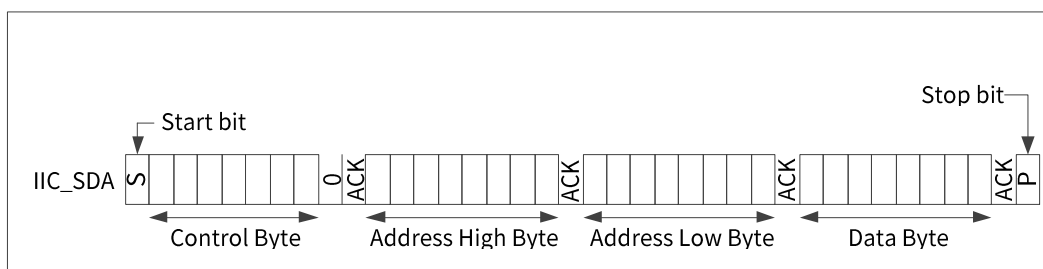 Stop bit
Start bit
IIC_SDA S 0 ACK ACK ACK ACK P
Control Byte Address High Byte Address Low Byte Data Byte